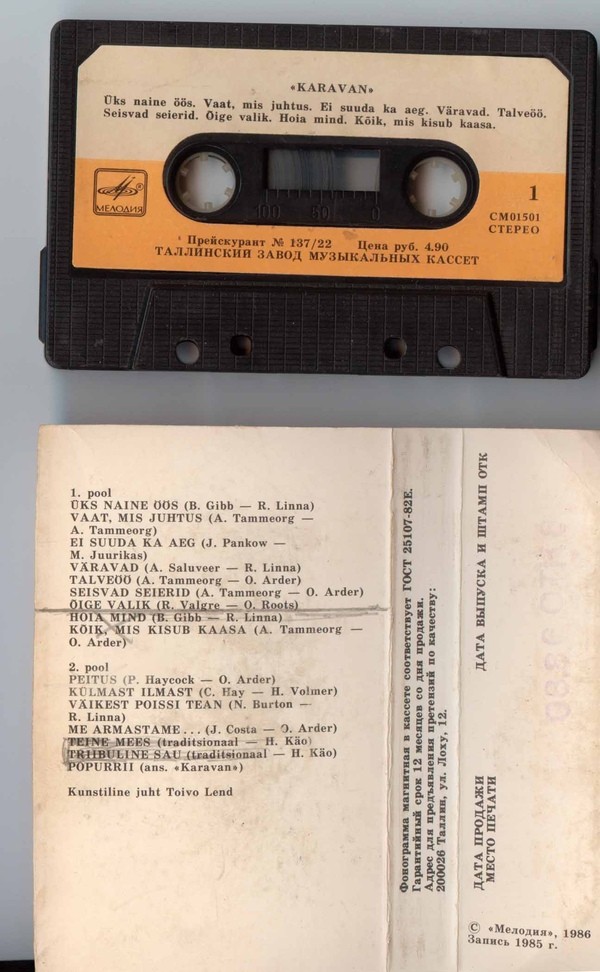 «KARAVAN»
Üks naine öös. Vaat, mis juhtus. Ei suuda ka aeg. Väravad. Talveöö.
Seisvad seierid. Õige valik. Hoia mind. Kõik, mis kisub kaasa.
МЕЛОДИЯ
100 50 0
1
СМ01501
СТЕРЕО
Прейскурант № 137/22 Цена руб. 4.90
ТАЛЛИНСКИЙ ЗАВОД МУЗЫКАЛЬНЫХ КАССЕТ
1. pool
ÜKS NAINE ÖÖS (B. Gibb — R. Linna)
VAAT, MIS JUHTUS (A. Tammeorg —
A. Tammeorg)
EI SUUDA KA AEG (J. Pankow —
M. Juurikas)
VÄRAVAD (A. Saluveer — R. Linna)
TALVEÖÖ (A. Tammeorg — O. Arder)
SEISVAD SEIERID (A. Tammeorg — O. Arder)
ÕIGE VALIK (R. Valgre — O. Roots)
HOIA MIND (B. Gibb — R. Linna)
KÕIK, MIS KISUB KAASA (A. Tammeorg —
O. Arder)
2. pool
PEITUS (P. Haycock — O. Arder)
KÜLMAST ILMAST (C. Hay — H. Volmer)
VÄIKEST POISSI TEAN (N. Burton —
R. Linna)
ME ARMASTAME... (J. Costa — O. Arder)
TEINE MEES (traditsionaal — H. Käo)
TRIIBULINE SAU (traditsionaal — H. Käo)
POPURRII (ans. «Karavan»)
Kunstiline juht Toivo Lend
Фонограмма магнитная в кассете соответствует ГОСТ 25107-82Е.
Гарантийный срок 12 месяцев со дня продажи.
Адрес для предъявления претензий по качеству:
200026 Таллин, ул. Лоху, 12.
ДАТА ВЫПУСКА И ШТАМП ОТК
ДАТА ПРОДАЖИ
МЕСТО ПЕЧАТИ
© «Мелодия», 1986
Запись 1985 г.